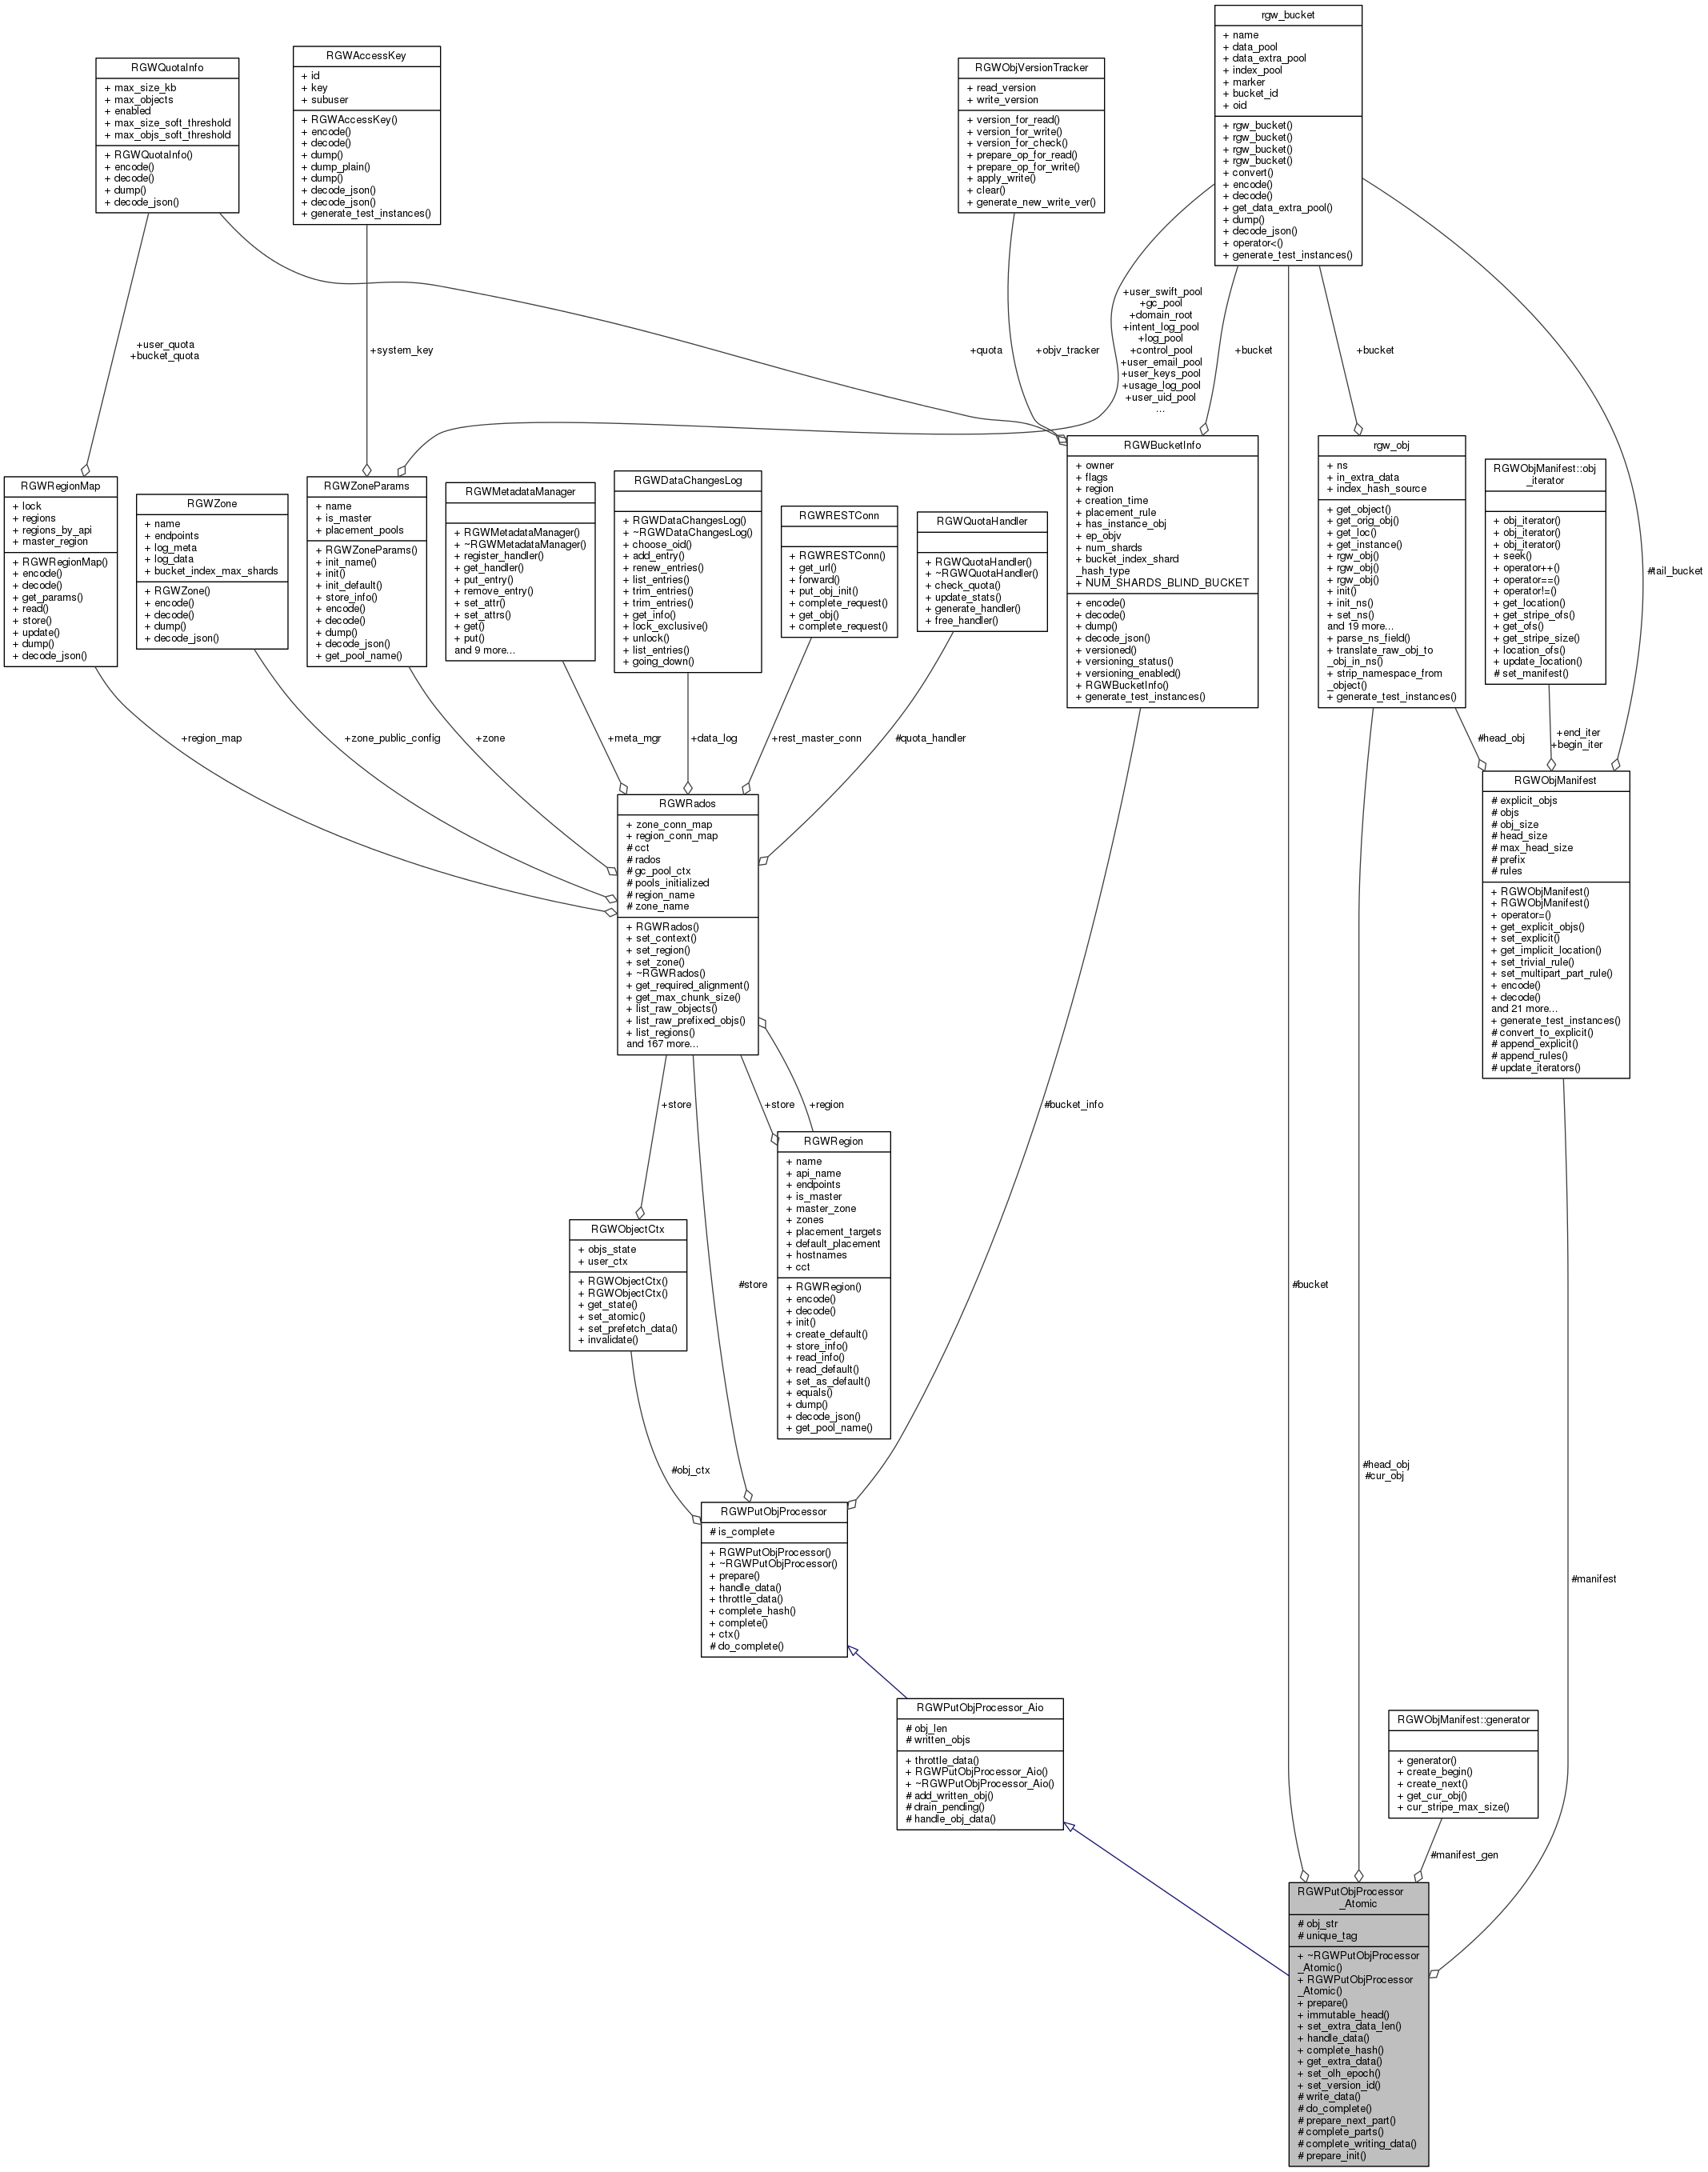 rgw_bucket
+ name
+ data_pool
+ data_extra_pool
+ index_pool
+ marker
+ bucket_id
+ oid
+ rgw_bucket()
+ rgw_bucket()
+ rgw_bucket()
+ rgw_bucket()
+ convert()
+ encode()
+ decode()
+ get_data_extra_pool()
+ dump()
+ decode_json()
+ operator<()
+ generate_test_instances()
RGWQuotaInfo
+ max_size_kb
+ max_objects
+ enabled
+ max_size_soft_threshold
+ max_objs_soft_threshold
+ RGWQuotaInfo()
+ encode()
+ decode()
+ dump()
+ decode_json()
RGWAccessKey
+ id
+ key
+ subuser
+ RGWAccessKey()
+ encode()
+ decode()
+ dump()
+ dump_plain()
+ dump()
+ decode_json()
+ decode_json()
+ generate_test_instances()
RGWObjVersionTracker
+ read_version
+ write_version
+ version_for_read()
+ version_for_write()
+ version_for_check()
+ prepare_op_for_read()
+ prepare_op_for_write()
+ apply_write()
+ clear()
+ generate_new_write_ver()
+user_quota
+bucket_quota
+system_key
+quota
+objv_tracker
+user_swift_pool
+gc_pool
+domain_root
+intent_log_pool
+log_pool
+control_pool
+user_email_pool
+user_keys_pool
+usage_log_pool
+user_uid_pool
...
+bucket
+bucket
#tail_bucket
RGWRegionMap
+ lock
+ regions
+ regions_by_api
+ master_region
+ RGWRegionMap()
+ encode()
+ decode()
+ get_params()
+ read()
+ store()
+ update()
+ dump()
+ decode_json()
RGWZone
+ name
+ endpoints
+ log_meta
+ log_data
+ bucket_index_max_shards
+ RGWZone()
+ encode()
+ decode()
+ dump()
+ decode_json()
RGWZoneParams
+ name
+ is_master
+ placement_pools
+ RGWZoneParams()
+ init_name()
+ init()
+ init_default()
+ store_info()
+ encode()
+ decode()
+ dump()
+ decode_json()
+ get_pool_name()
RGWMetadataManager
+ RGWMetadataManager()
+ ~RGWMetadataManager()
+ register_handler()
+ get_handler()
+ put_entry()
+ remove_entry()
+ set_attr()
+ set_attrs()
+ get()
+ put()
and 9 more...
RGWDataChangesLog
+ RGWDataChangesLog()
+ ~RGWDataChangesLog()
+ choose_oid()
+ add_entry()
+ renew_entries()
+ list_entries()
+ trim_entries()
+ trim_entries()
+ get_info()
+ lock_exclusive()
+ unlock()
+ list_entries()
+ going_down()
RGWRESTConn
+ RGWRESTConn()
+ get_url()
+ forward()
+ put_obj_init()
+ complete_request()
+ get_obj()
+ complete_request()
RGWQuotaHandler
+ RGWQuotaHandler()
+ ~RGWQuotaHandler()
+ check_quota()
+ update_stats()
+ generate_handler()
+ free_handler()
RGWBucketInfo
+ owner
+ flags
+ region
+ creation_time
+ placement_rule
+ has_instance_obj
+ ep_objv
+ num_shards
+ bucket_index_shard
_hash_type
+ NUM_SHARDS_BLIND_BUCKET
+ encode()
+ decode()
+ dump()
+ decode_json()
+ versioned()
+ versioning_status()
+ versioning_enabled()
+ RGWBucketInfo()
+ generate_test_instances()
rgw_obj
+ ns
+ in_extra_data
+ index_hash_source
+ get_object()
+ get_orig_obj()
+ get_loc()
+ get_instance()
+ rgw_obj()
+ rgw_obj()
+ rgw_obj()
+ init()
+ init_ns()
+ set_ns()
and 19 more...
+ parse_ns_field()
+ translate_raw_obj_to
_obj_in_ns()
+ strip_namespace_from
_object()
+ generate_test_instances()
RGWObjManifest::obj
_iterator
+ obj_iterator()
+ obj_iterator()
+ obj_iterator()
+ seek()
+ operator++()
+ operator==()
+ operator!=()
+ get_location()
+ get_stripe_ofs()
+ get_ofs()
+ get_stripe_size()
+ location_ofs()
+ update_location()
# set_manifest()
+region_map
+zone_public_config
+zone
+meta_mgr
+data_log
+rest_master_conn
#quota_handler
#head_obj
+end_iter
+begin_iter
RGWRados
+ zone_conn_map
+ region_conn_map
# cct
# rados
# gc_pool_ctx
# pools_initialized
# region_name
# zone_name
+ RGWRados()
+ set_context()
+ set_region()
+ set_zone()
+ ~RGWRados()
+ get_required_alignment()
+ get_max_chunk_size()
+ list_raw_objects()
+ list_raw_prefixed_objs()
+ list_regions()
and 167 more...
RGWObjManifest
# explicit_objs
# objs
# obj_size
# head_size
# max_head_size
# prefix
# rules
+ RGWObjManifest()
+ RGWObjManifest()
+ operator=()
+ get_explicit_objs()
+ set_explicit()
+ get_implicit_location()
+ set_trivial_rule()
+ set_multipart_part_rule()
+ encode()
+ decode()
and 21 more...
+ generate_test_instances()
# convert_to_explicit()
# append_explicit()
# append_rules()
# update_iterators()
+store
+store
+region
#bucket_info
RGWRegion
+ name
+ api_name
+ endpoints
+ is_master
+ master_zone
+ zones
+ placement_targets
+ default_placement
+ hostnames
+ cct
+ RGWRegion()
+ encode()
+ decode()
+ init()
+ create_default()
+ store_info()
+ read_info()
+ read_default()
+ set_as_default()
+ equals()
+ dump()
+ decode_json()
+ get_pool_name()
RGWObjectCtx
+ objs_state
+ user_ctx
+ RGWObjectCtx()
+ RGWObjectCtx()
+ get_state()
+ set_atomic()
+ set_prefetch_data()
+ invalidate()
#store
#bucket
#obj_ctx
#head_obj
#cur_obj
RGWPutObjProcessor
# is_complete
+ RGWPutObjProcessor()
+ ~RGWPutObjProcessor()
+ prepare()
+ handle_data()
+ throttle_data()
+ complete_hash()
+ complete()
+ ctx()
# do_complete()
#manifest
RGWPutObjProcessor_Aio
# obj_len
# written_objs
+ throttle_data()
+ RGWPutObjProcessor_Aio()
+ ~RGWPutObjProcessor_Aio()
# add_written_obj()
# drain_pending()
# handle_obj_data()
RGWObjManifest::generator
+ generator()
+ create_begin()
+ create_next()
+ get_cur_obj()
+ cur_stripe_max_size()
#manifest_gen
RGWPutObjProcessor
_Atomic
# obj_str
# unique_tag
+ ~RGWPutObjProcessor
_Atomic()
+ RGWPutObjProcessor
_Atomic()
+ prepare()
+ immutable_head()
+ set_extra_data_len()
+ handle_data()
+ complete_hash()
+ get_extra_data()
+ set_olh_epoch()
+ set_version_id()
# write_data()
# do_complete()
# prepare_next_part()
# complete_parts()
# complete_writing_data()
# prepare_init()